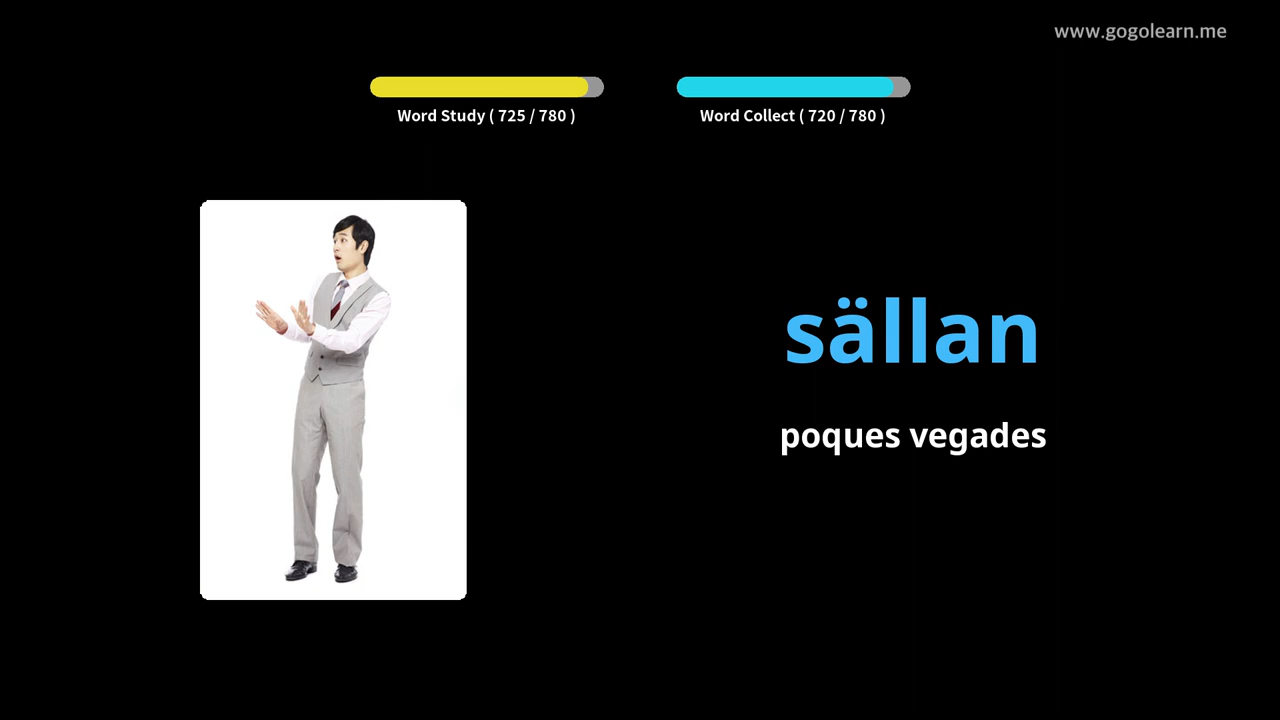 www.gogolearn.me
Word Study ( 725 / 780 )
Word Collect ( 720 / 780 )
sällan
poques vegades